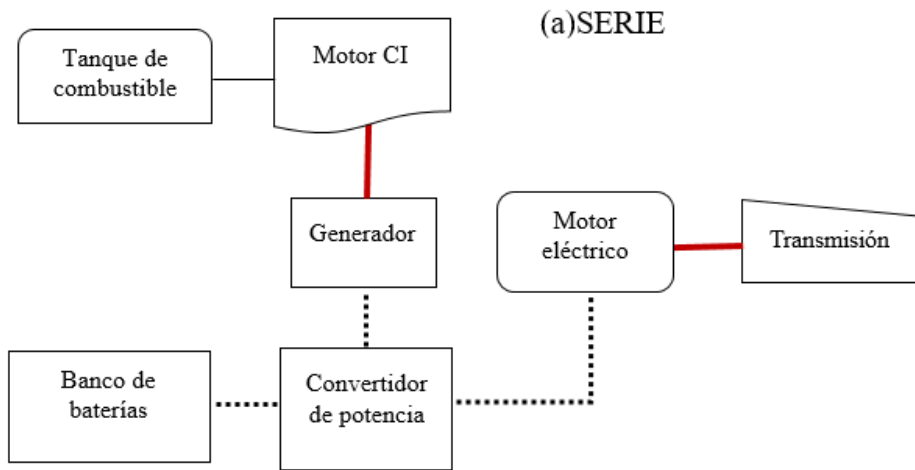 (a)SERIE
Tanque de
combustible
Motor CI
Generador
Motor
eléctrico
Transmisión
Banco de
baterías
Convertidor
de potencia